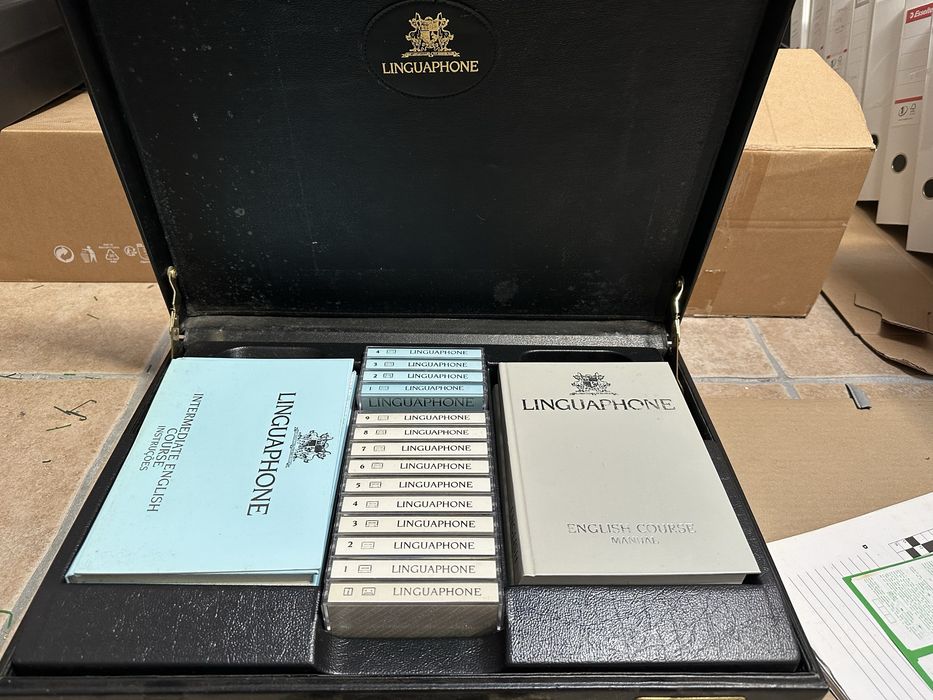 LINGUAPHONE
Esselte
LINGUAPHONE
INTERMEDIATE ENGLISH
COURSE
INSTRUÇÕES
4 LINGUAPHONE
3 LINGUAPHONE
2 LINGUAPHONE
1 LINGUAPHONE
LINGUAPHONE
9 LINGUAPHONE
8 LINGUAPHONE
7 LINGUAPHONE
6 LINGUAPHONE
5 LINGUAPHONE
4 LINGUAPHONE
3 LINGUAPHONE
2 LINGUAPHONE
1 LINGUAPHONE
LINGUAPHONE
LINGUAPHONE
ENGLISH COURSE
MANUAL